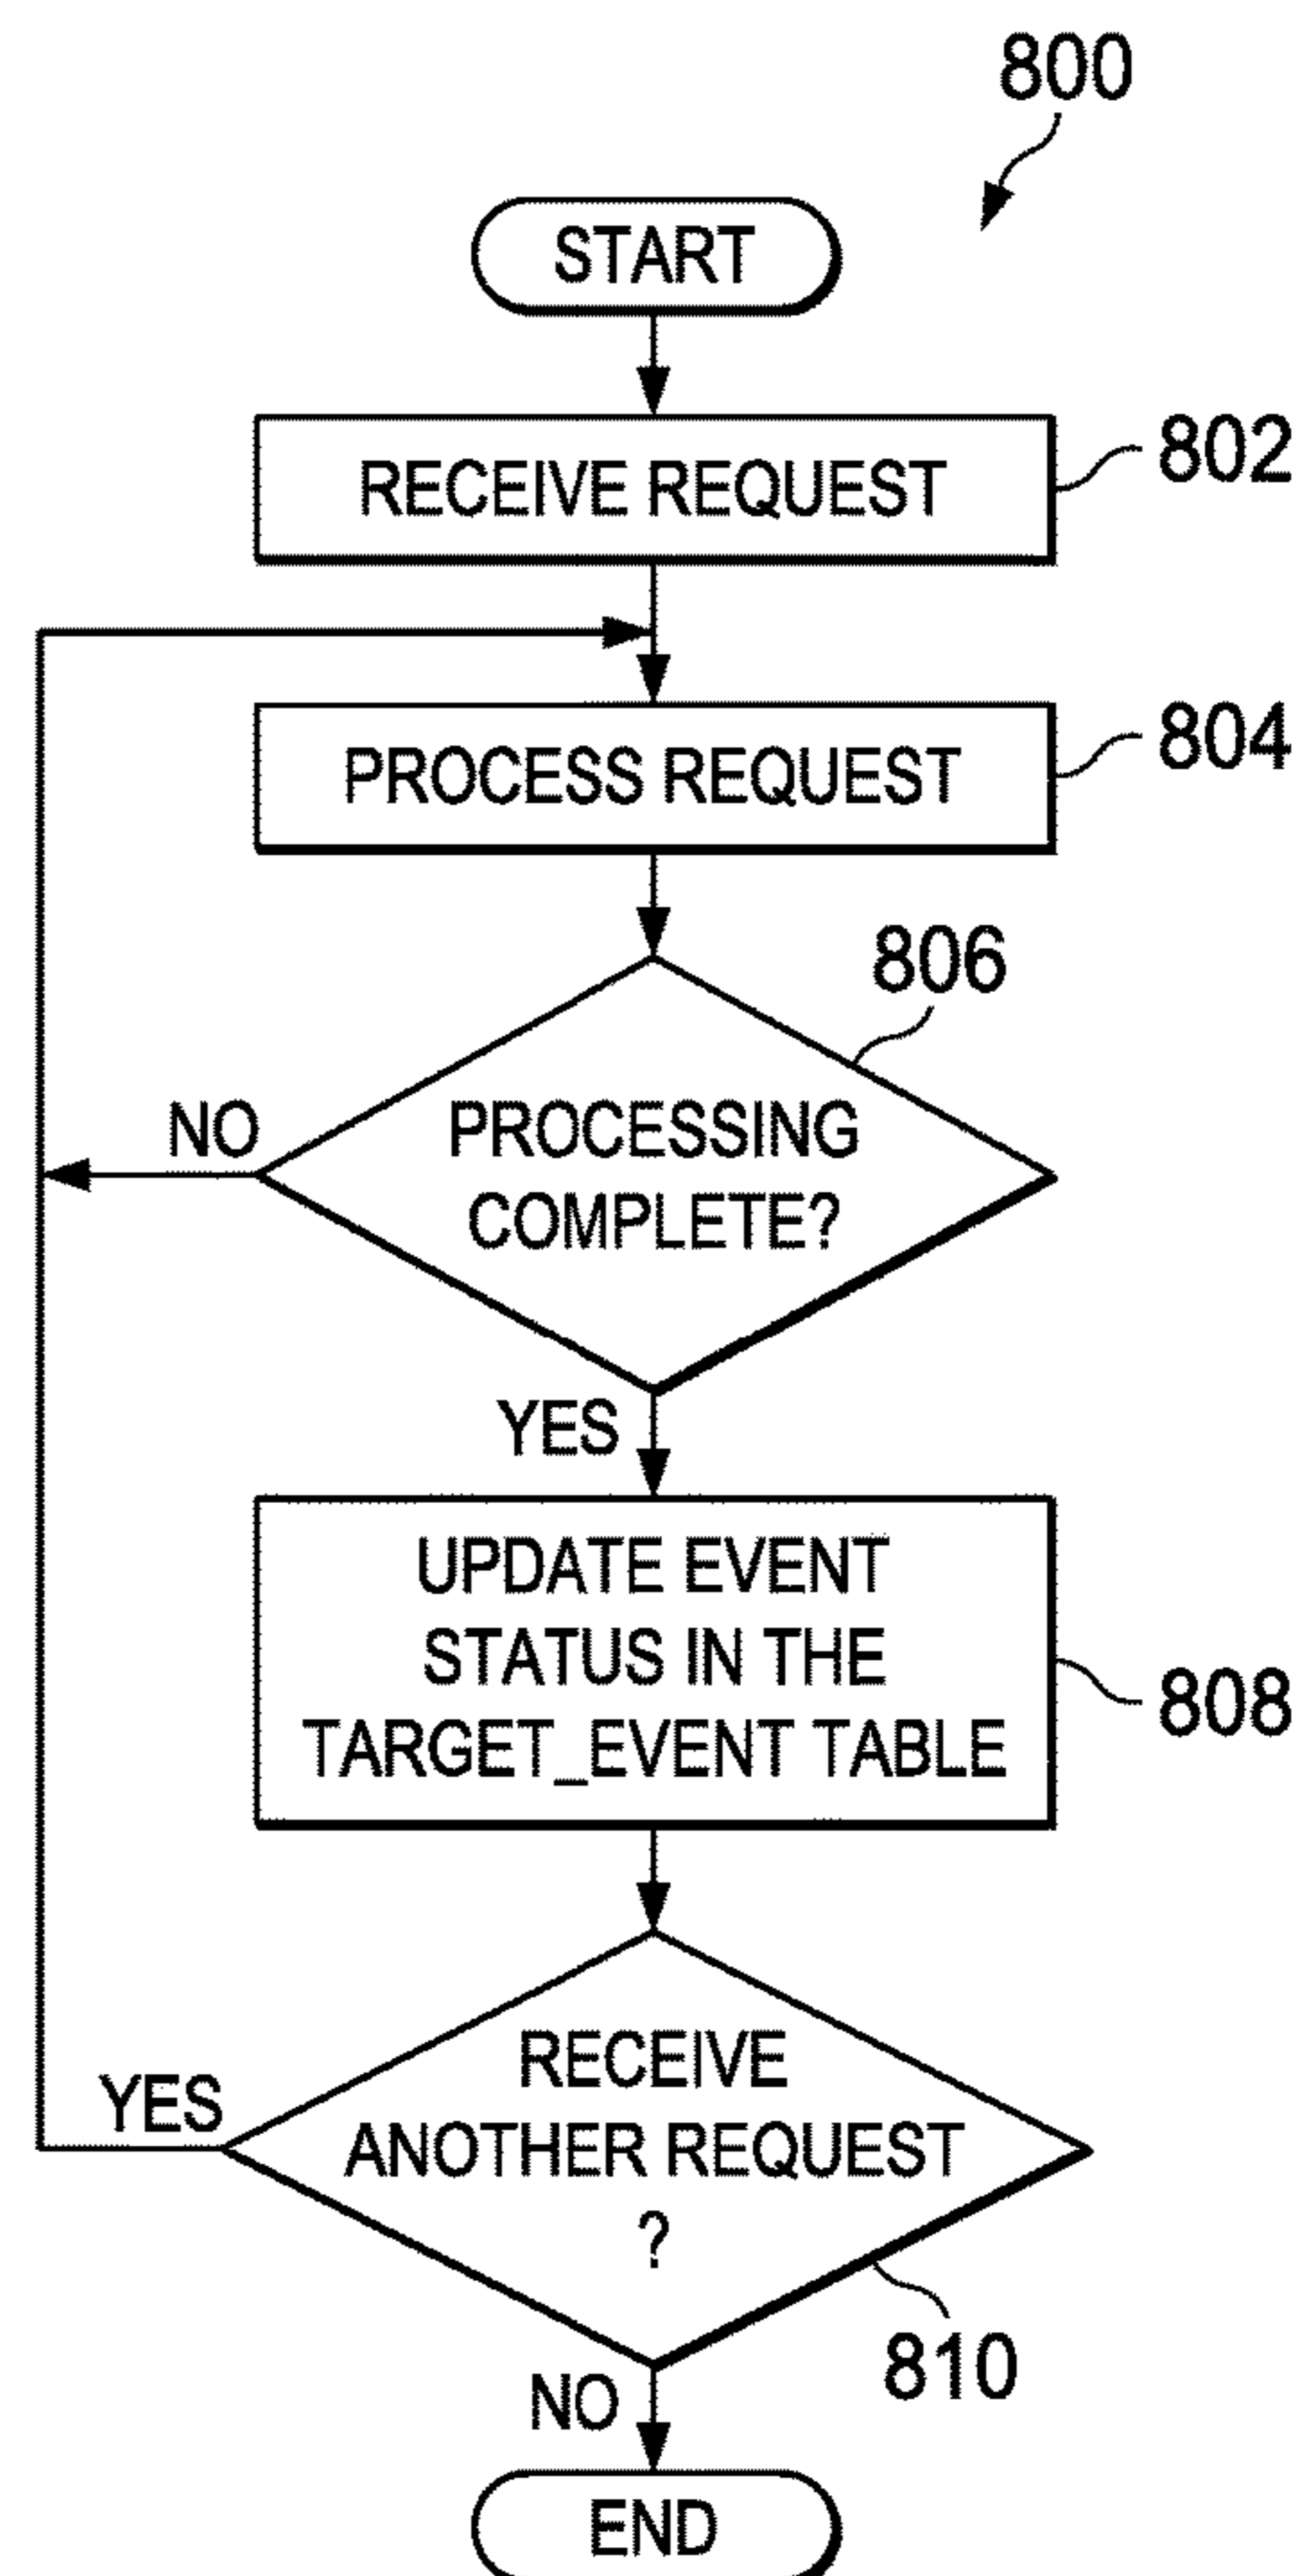 800
START
RECEIVE REQUEST
802
PROCESS REQUEST
804
806
NO
PROCESSING
COMPLETE?
YES
UPDATE EVENT
STATUS IN THE
TARGET_EVENT TABLE
808
RECEIVE
YES
ANOTHER REQUEST
?
810
NO
END